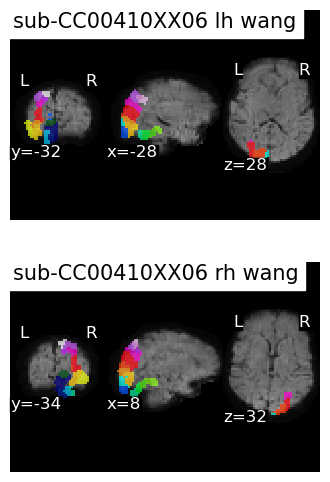 sub-CC00410XX06 lh wang
L R L R
y=-32 x=-28 z=28
sub-CC00410XX06 rh wang
L R L R
y=-34 x=8 z=32